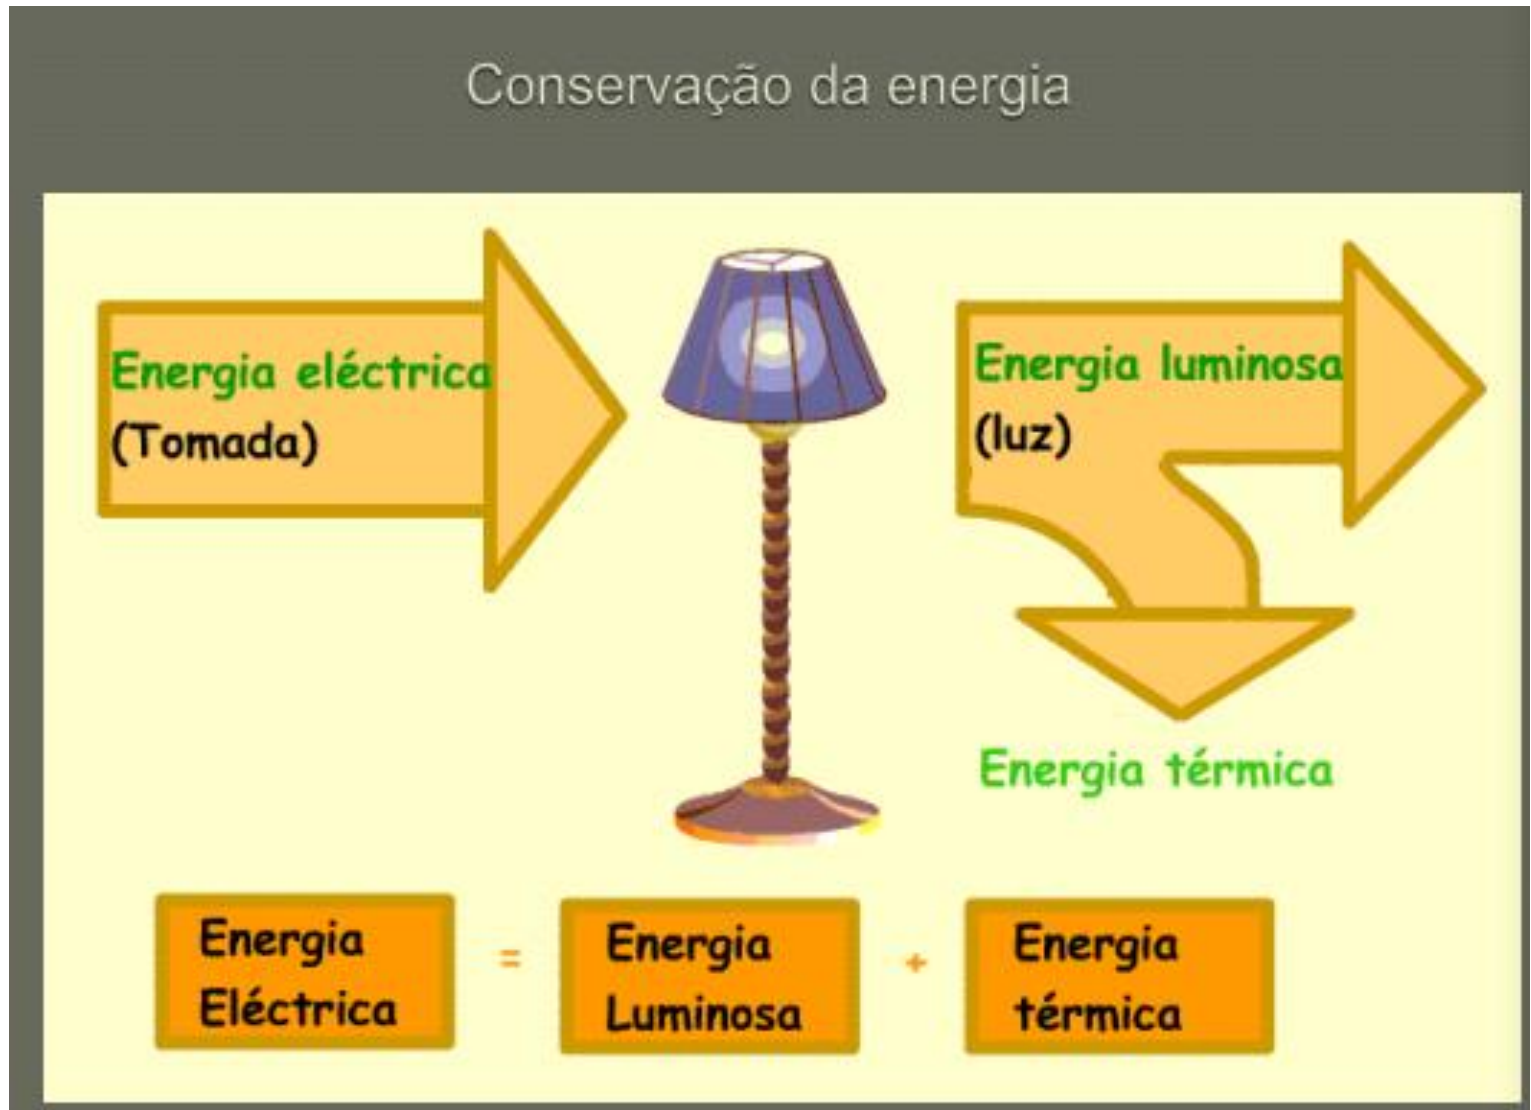 Conservação da energia
Energia eléctrica
(Tomada)
Energia luminosa
(luz)
Energia térmica
Energia
Eléctrica
=
Energia
Luminosa
+
Energia
térmica